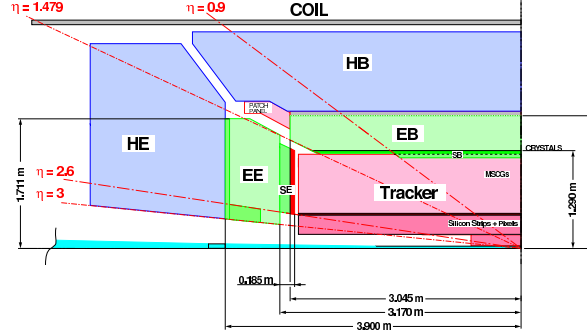 COIL
η = 1.479
η = 0.9
HB
PATCH
PANEL
HE
EB
CRYSTALS
SB
η = 2.6
EE
SE
MSCGs
Tracker
η = 3
1.711 m
1.290 m
Silicon Strips + Pixels
0.185 m
3.045 m
3.170 m
3.900 m